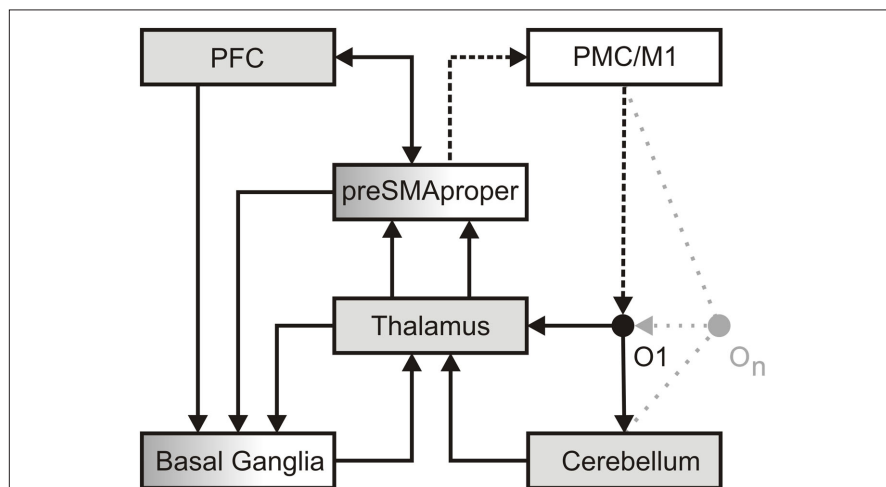 PFC
PMC/M1
preSMAproper
Thalamus
O1
On
Basal Ganglia
Cerebellum